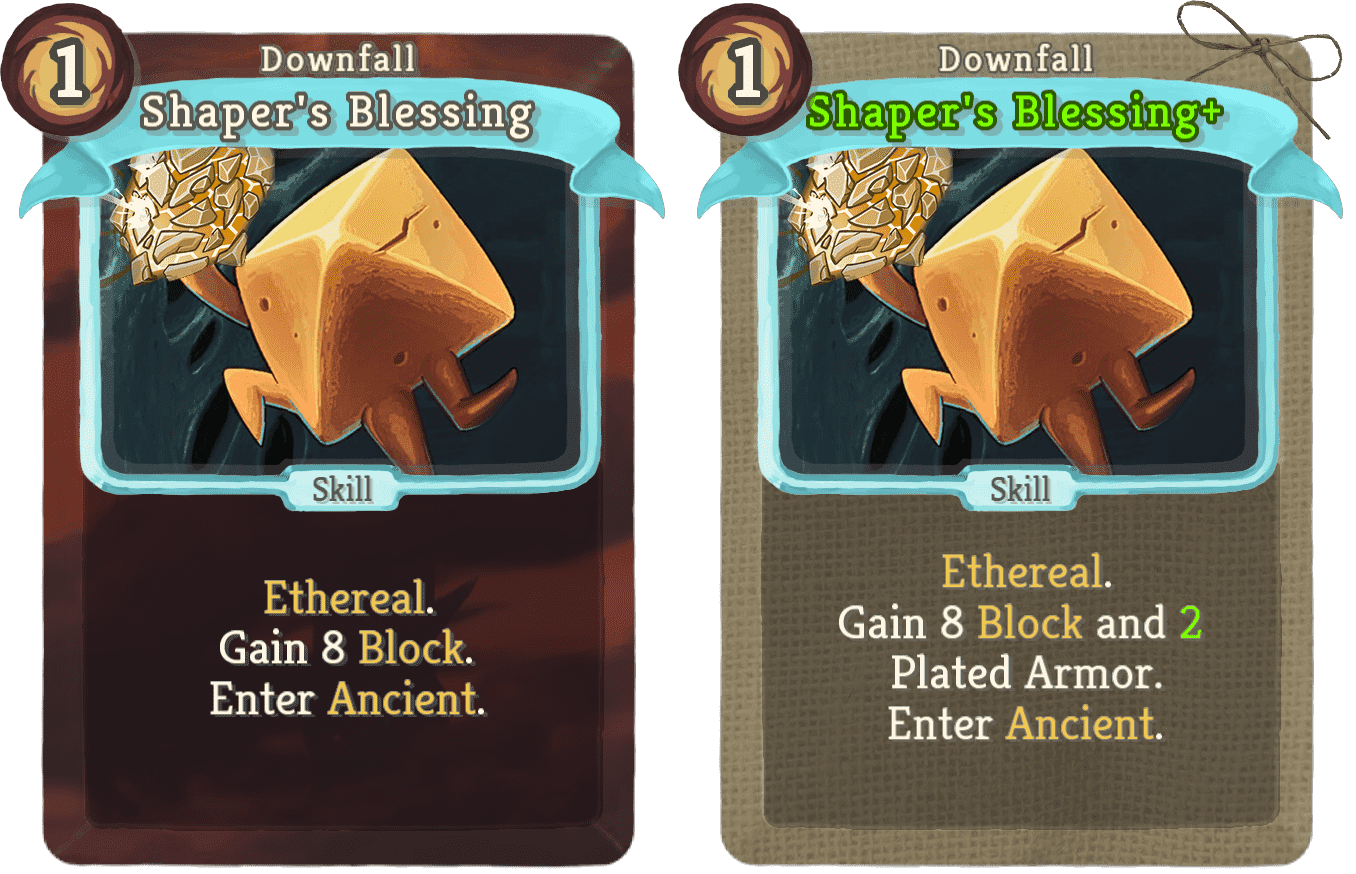 1
Downfall
Shaper's Blessing
Skill
Ethereal.
Gain 8 Block.
Enter Ancient.
1
Downfall
Shaper's Blessing+
Skill
Ethereal.
Gain 8 Block and 2
Plated Armor.
Enter Ancient.